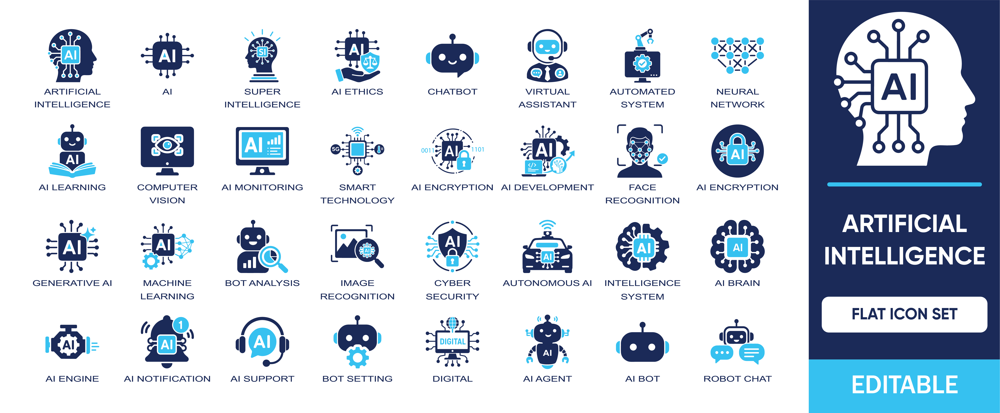 AI
AI
SI
AI
ARTIFICIAL
INTELLIGENCE
AI
SUPER
INTELLIGENCE
AI ETHICS
CHATBOT
VIRTUAL
ASSISTANT
AUTOMATED
SYSTEM
NEURAL
NETWORK
AI
AI
5G
0011
AI
1101
AI
</>
AI
AI LEARNING
COMPUTER
VISION
AI MONITORING
SMART
TECHNOLOGY
AI ENCRYPTION
AI DEVELOPMENT
FACE
RECOGNITION
AI ENCRYPTION
AI
AI
AI
AI
AI
AI
AI
GENERATIVE AI
MACHINE
LEARNING
BOT ANALYSIS
IMAGE
RECOGNITION
CYBER
SECURITY
AUTONOMOUS AI
INTELLIGENCE
SYSTEM
AI BRAIN
AI
1
AI
AI
DIGITAL
AI
AI ENGINE
AI NOTIFICATION
AI SUPPORT
BOT SETTING
DIGITAL
AI AGENT
AI BOT
ROBOT CHAT
AI
ARTIFICIAL
INTELLIGENCE
FLAT ICON SET
EDITABLE